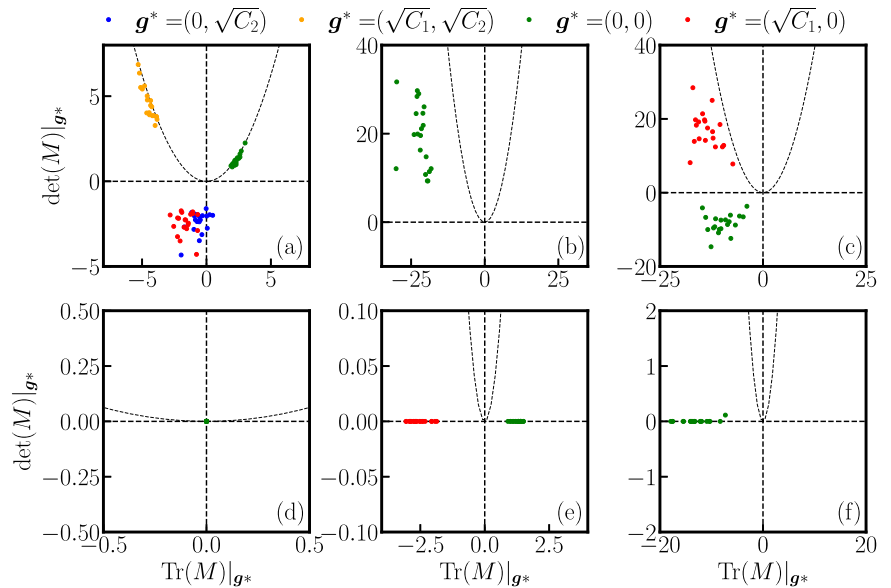 g* =(0, √C₂) g* =(√C₁, √C₂) g* =(0, 0) g* =(√C₁, 0)
det(M)|g*
5
0
−5
−5 0 5
(a)
40
20
0
−25 0 25
(b)
40
20
0
−20
−25 0 25
(c)
det(M)|g*
0.50
0.25
0.00
−0.25
−0.50
−0.5 0.0 0.5
(d)
Tr(M)|g*
0.10
0.05
0.00
−0.05
−0.10
−2.5 0.0 2.5
(e)
Tr(M)|g*
2
1
0
−1
−2
−20 −10 0 10 20
(f)
Tr(M)|g*